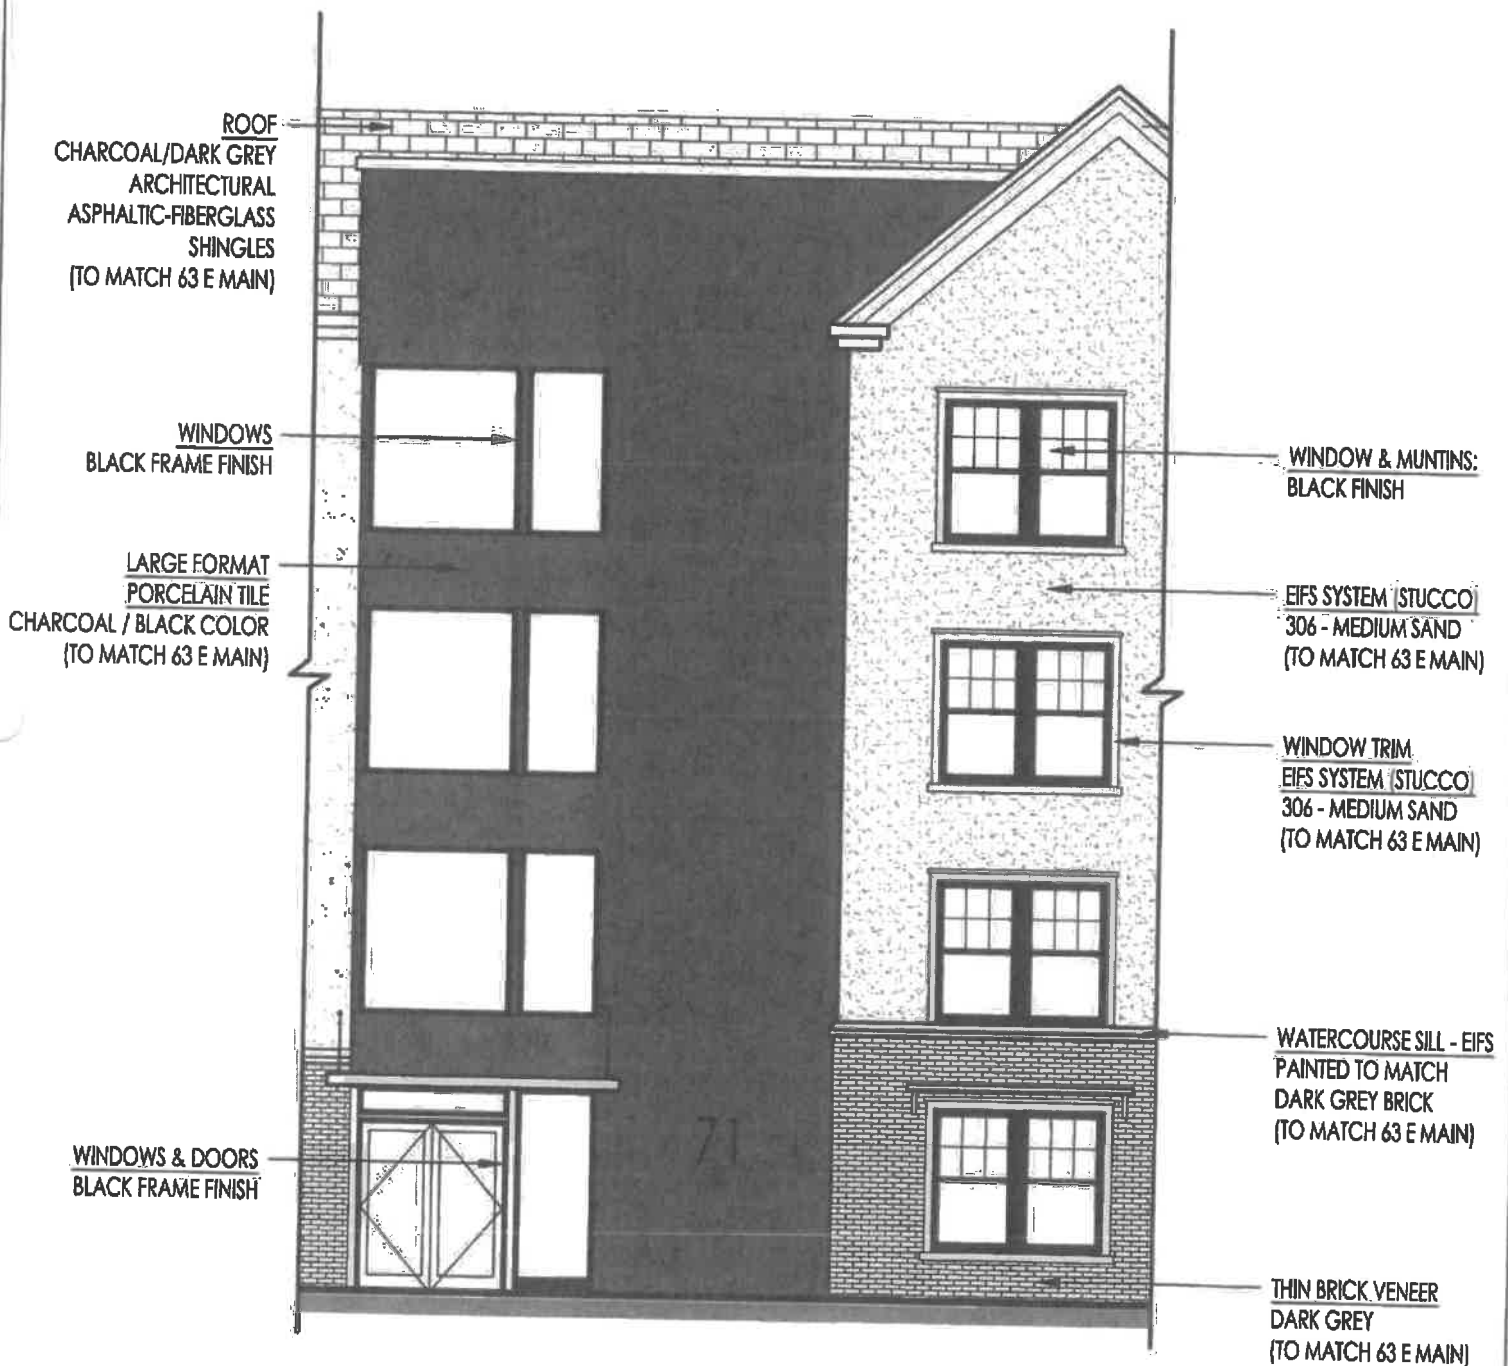 ROOF
CHARCOAL/DARK GREY
ARCHITECTURAL
ASPHALTIC-FIBERGLASS
SHINGLES
(TO MATCH 63 E MAIN)
WINDOWS
BLACK FRAME FINISH
LARGE FORMAT
PORCELAIN TILE
CHARCOAL / BLACK COLOR
(TO MATCH 63 E MAIN)
WINDOWS & DOORS
BLACK FRAME FINISH
71
WINDOW & MUNTINS:
BLACK FINISH
EIFS SYSTEM (STUCCO)
306 - MEDIUM SAND
(TO MATCH 63 E MAIN)
WINDOW TRIM
EIFS SYSTEM (STUCCO)
306 - MEDIUM SAND
(TO MATCH 63 E MAIN)
WATERCOURSE SILL - EIFS
PAINTED TO MATCH
DARK GREY BRICK
(TO MATCH 63 E MAIN)
THIN BRICK VENEER
DARK GREY
(TO MATCH 63 E MAIN)